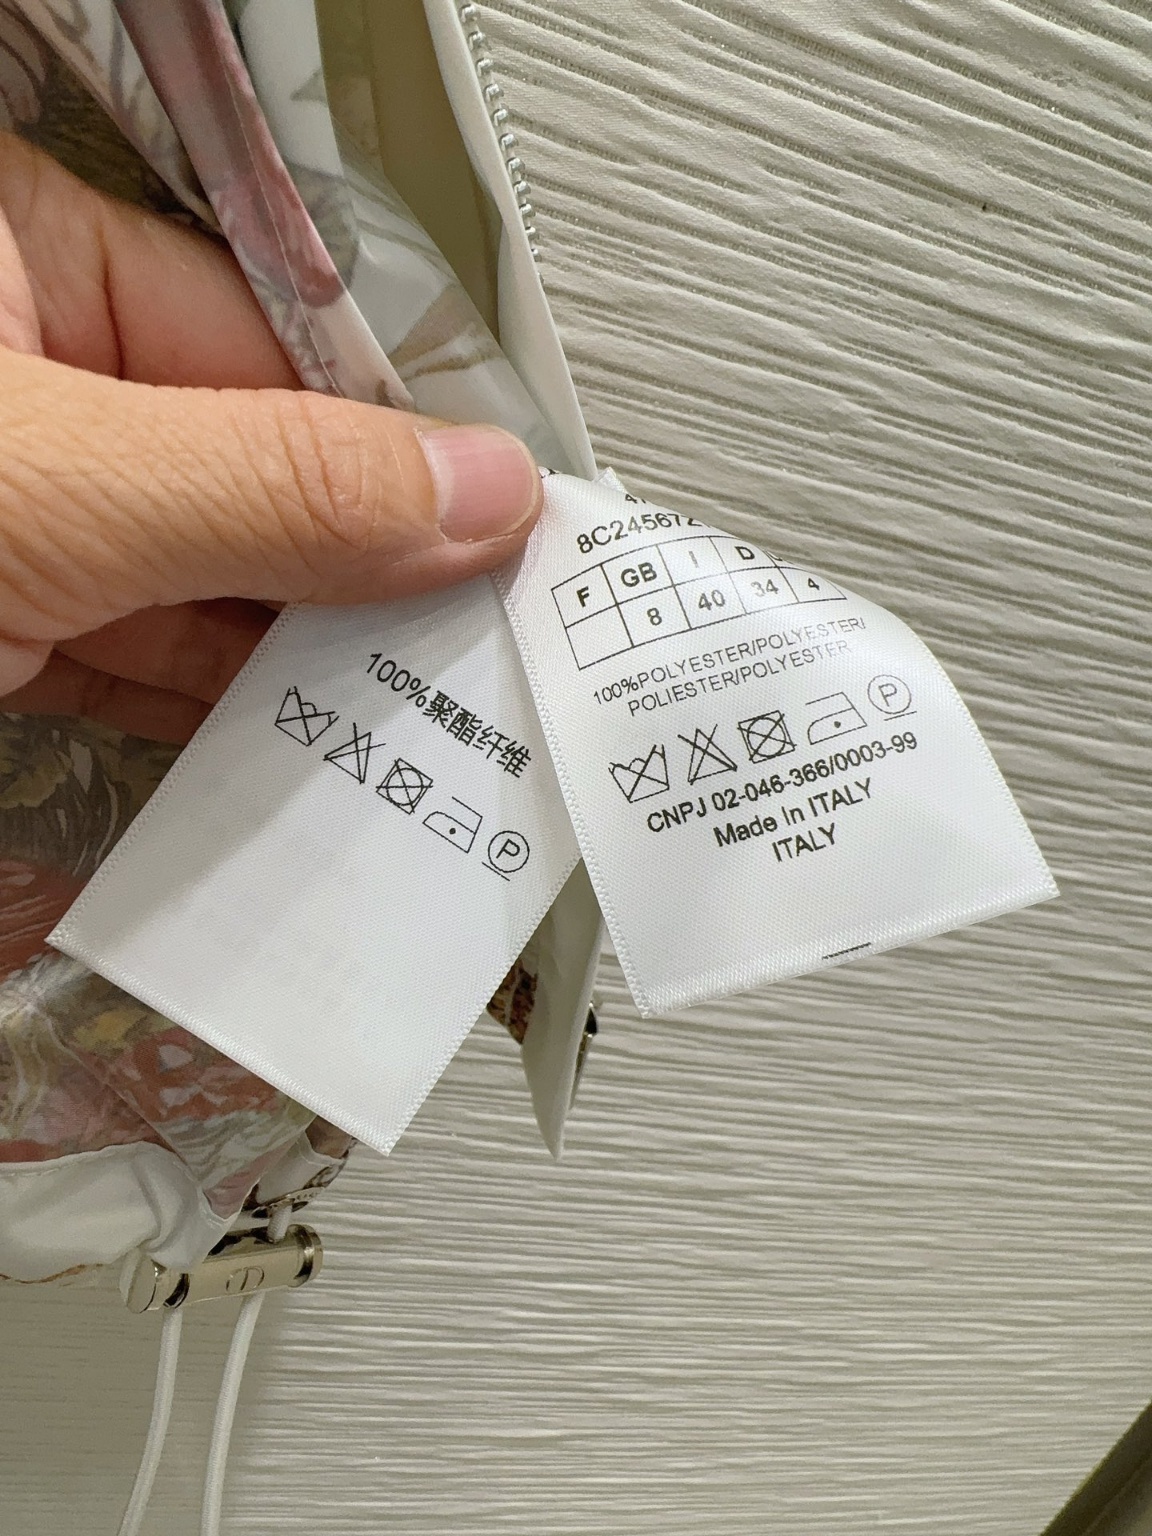 100%聚酯纤维
P
8C24567Z
F GB I D
8 40 34 4
100%POLYESTER/POLYESTER/
POLIESTER/POLYESTER
P
CNPJ 02-046-366/0003-99
Made In ITALY
ITALY